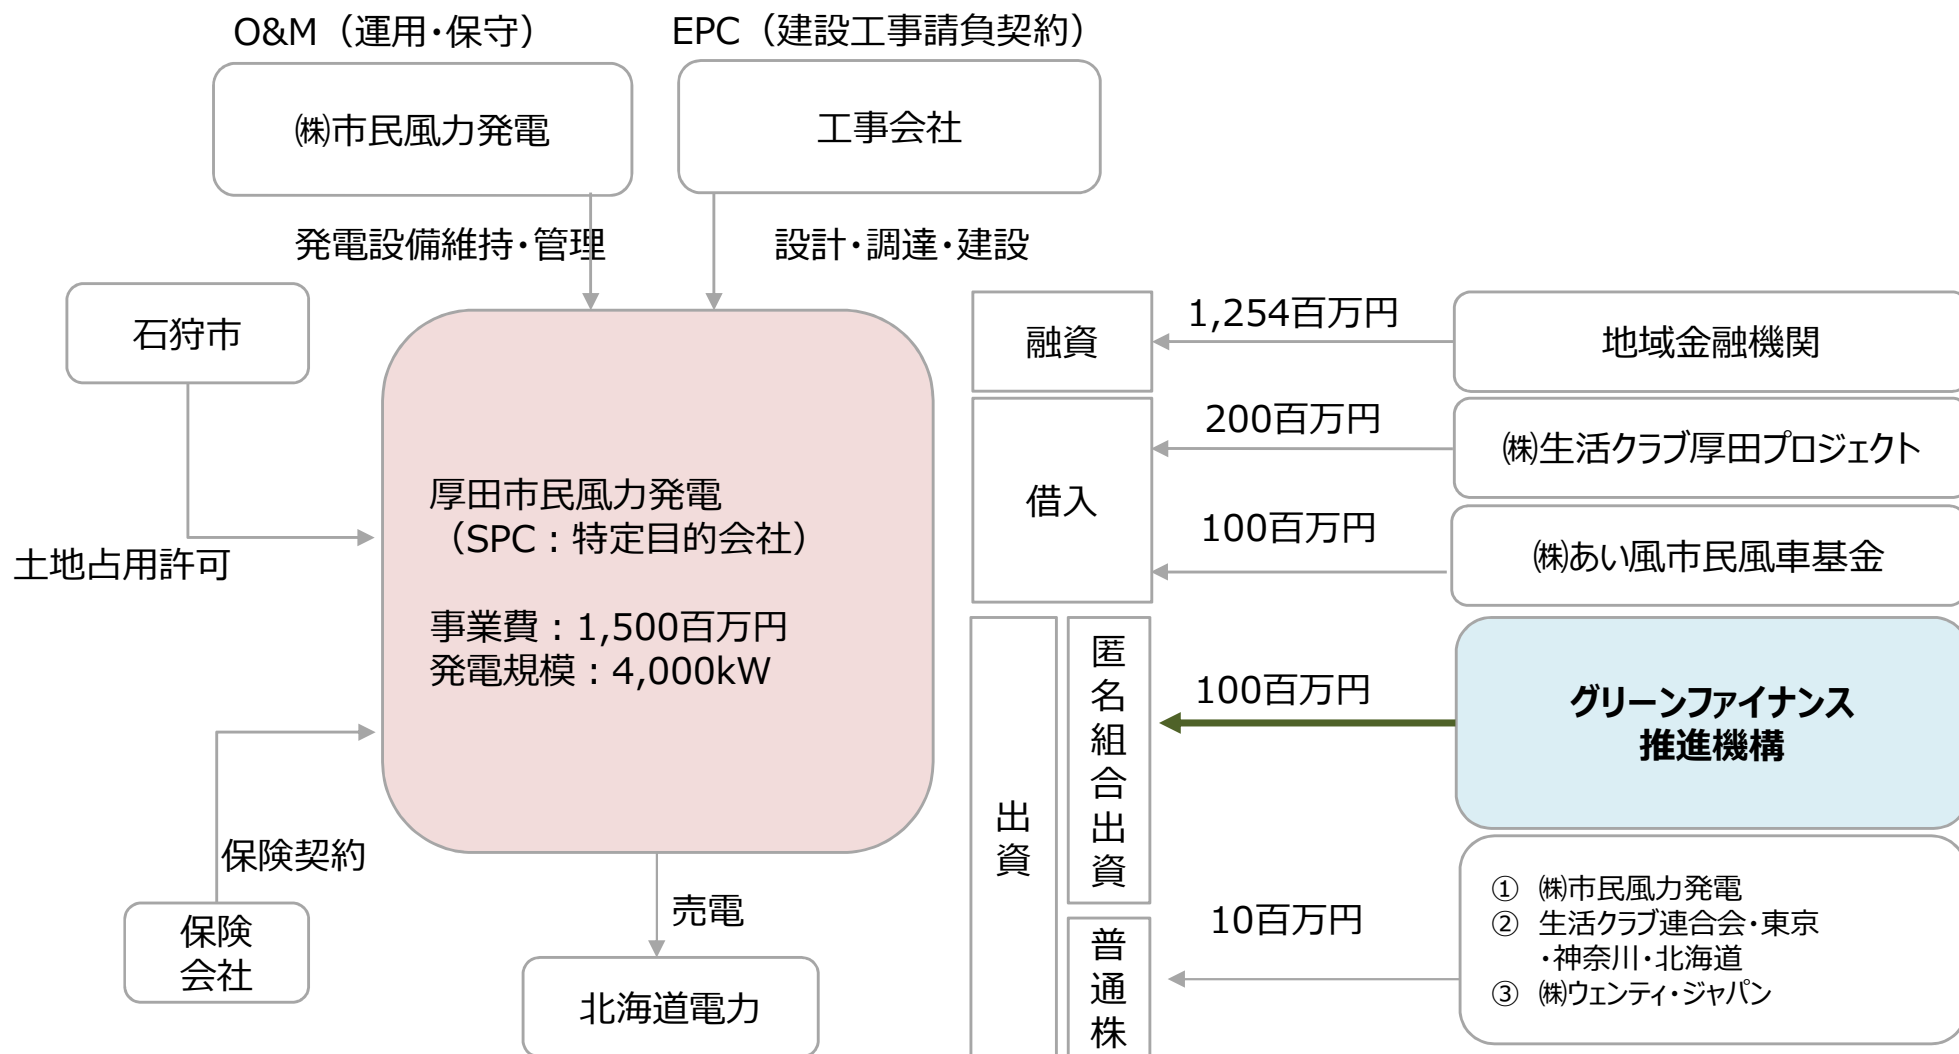 O&M（運用・保守）
EPC（建設工事請負契約）
㈱市民風力発電
工事会社
発電設備維持・管理
設計・調達・建設
石狩市
土地占用許可
厚田市民風力発電
（SPC：特定目的会社）
事業費：1,500百万円
発電規模：4,000kW
保険契約
保険
会社
売電
北海道電力
融資
1,254百万円
地域金融機関
借入
200百万円
㈱生活クラブ厚田プロジェクト
100百万円
㈱あい風市民風車基金
出資
匿名組合出資
100百万円
グリーンファイナンス
推進機構
普通株
10百万円
① ㈱市民風力発電
② 生活クラブ連合会・東京
・神奈川・北海道
③ ㈱ウェンティ・ジャパン